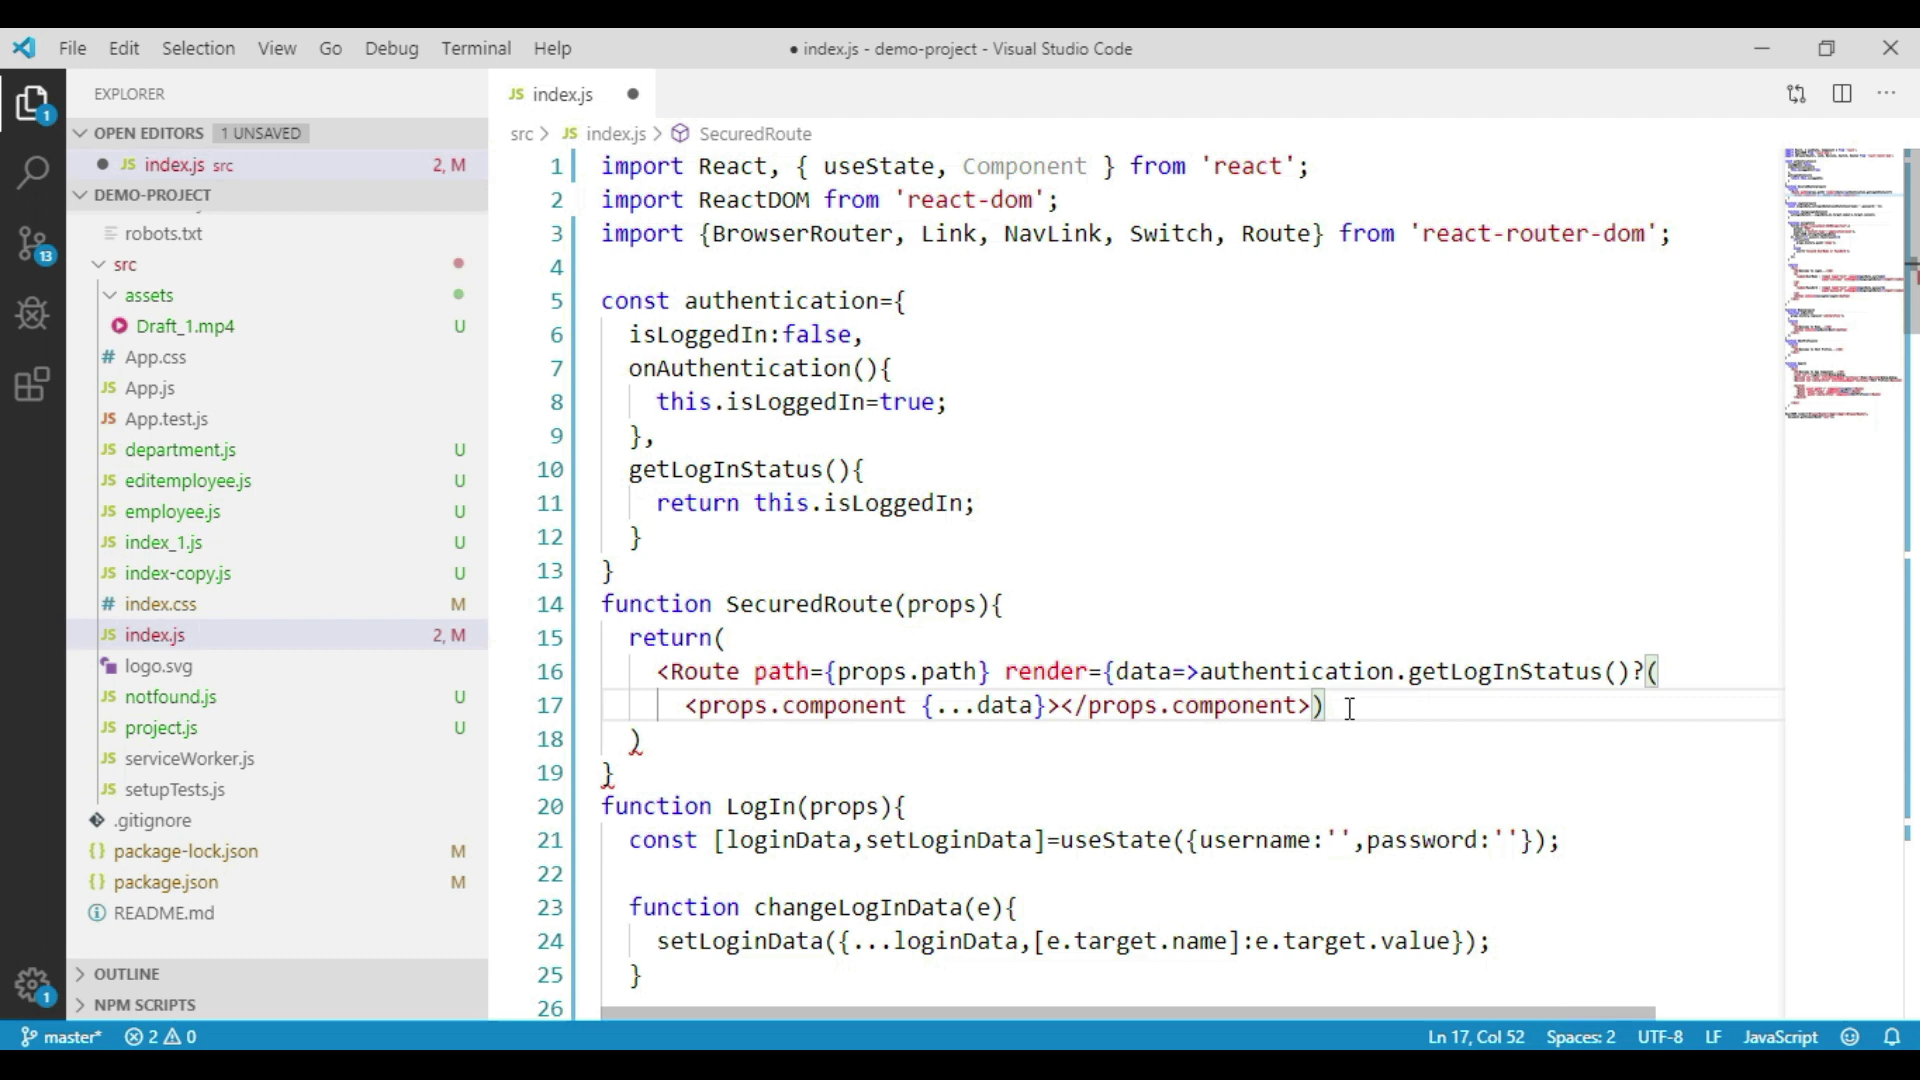 File Edit Selection View Go Debug Terminal Help
● index.js - demo-project - Visual Studio Code
EXPLORER
OPEN EDITORS 1 UNSAVED
JS index.js src 2, M
DEMO-PROJECT
robots.txt
src
assets
Draft_1.mp4 U
# App.css
JS App.js
JS App.test.js
JS department.js U
JS editemployee.js U
JS employee.js U
JS index_1.js U
JS index-copy.js U
# index.css M
JS index.js 2, M
logo.svg
JS notfound.js U
JS project.js U
JS serviceWorker.js
JS setupTests.js
.gitignore
{} package-lock.json M
{} package.json M
README.md
OUTLINE
NPM SCRIPTS
1
13
1
JS index.js
src > JS index.js > SecuredRoute
1 import React, { useState, Component } from 'react';
2 import ReactDOM from 'react-dom';
3 import {BrowserRouter, Link, NavLink, Switch, Route} from 'react-router-dom';
4
5 const authentication={
6 isLoggedIn:false,
7 onAuthentication(){
8 this.isLoggedIn=true;
9 },
10 getLogInStatus(){
11 return this.isLoggedIn;
12 }
13 }
14 function SecuredRoute(props){
15 return(
16 <Route path={props.path} render={data=>authentication.getLogInStatus()?(
17 <props.component {...data}></props.component>)
18 )
19 }
20 function LogIn(props){
21 const [loginData,setLoginData]=useState({username:'',password:''});
22
23 function changeLogInData(e){
24 setLoginData({...loginData,[e.target.name]:e.target.value});
25 }
26
master* 2 0
Ln 17, Col 52 Spaces: 2 UTF-8 LF JavaScript